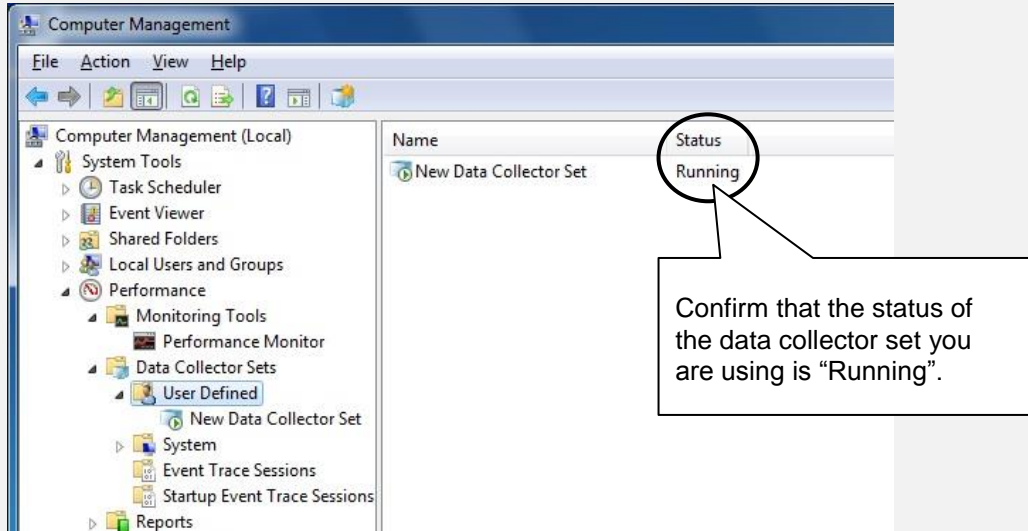 Computer Management
File Action View Help
Computer Management (Local)
System Tools
Task Scheduler
Event Viewer
Shared Folders
Local Users and Groups
Performance
Monitoring Tools
Performance Monitor
Data Collector Sets
User Defined
New Data Collector Set
System
Event Trace Sessions
Startup Event Trace Sessions
Reports
Name Status
New Data Collector Set Running
Confirm that the status of
the data collector set you
are using is “Running”.